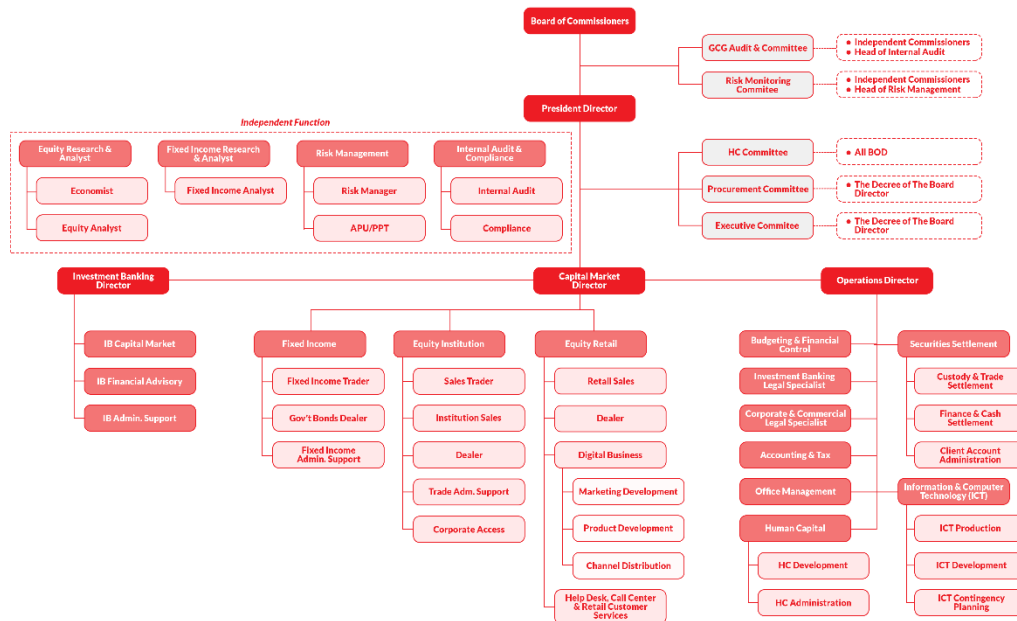 Board of Commissioners
GCG Audit & Committee
• Independent Commissioners
• Head of Internal Audit
Risk Monitoring
Commitee
• Independent Commissioners
• Head of Risk Management
President Director
Independent Function
Equity Research &
Analyst
Economist
Equity Analyst
Fixed Income Research
& Analyst
Fixed Income Analyst
Risk Management
Risk Manager
APU/PPT
Internal Audit &
Compliance
Internal Audit
Compliance
HC Committee
• All BOD
Procurement Committee
• The Decree of The Board
Director
Executive Commitee
• The Decree of The Board
Director
Investment Banking
Director
Capital Market
Director
Operations Director
IB Capital Market
IB Financial Advisory
IB Admin. Support
Fixed Income
Fixed Income Trader
Gov't Bonds Dealer
Fixed Income
Admin. Support
Equity Institution
Sales Trader
Institution Sales
Dealer
Trade Adm. Support
Corporate Access
Equity Retail
Retail Sales
Dealer
Digital Business
Marketing Development
Product Development
Channel Distribution
Help Desk, Call Center
& Retail Customer
Services
Budgeting & Financial
Control
Investment Banking
Legal Specialist
Corporate & Commercial
Legal Specialist
Accounting & Tax
Office Management
Human Capital
HC Development
HC Administration
Securities Settlement
Custody & Trade
Settlement
Finance & Cash
Settlement
Client Account
Administration
Information & Computer
Technology (ICT)
ICT Production
ICT Development
ICT Contingency
Planning